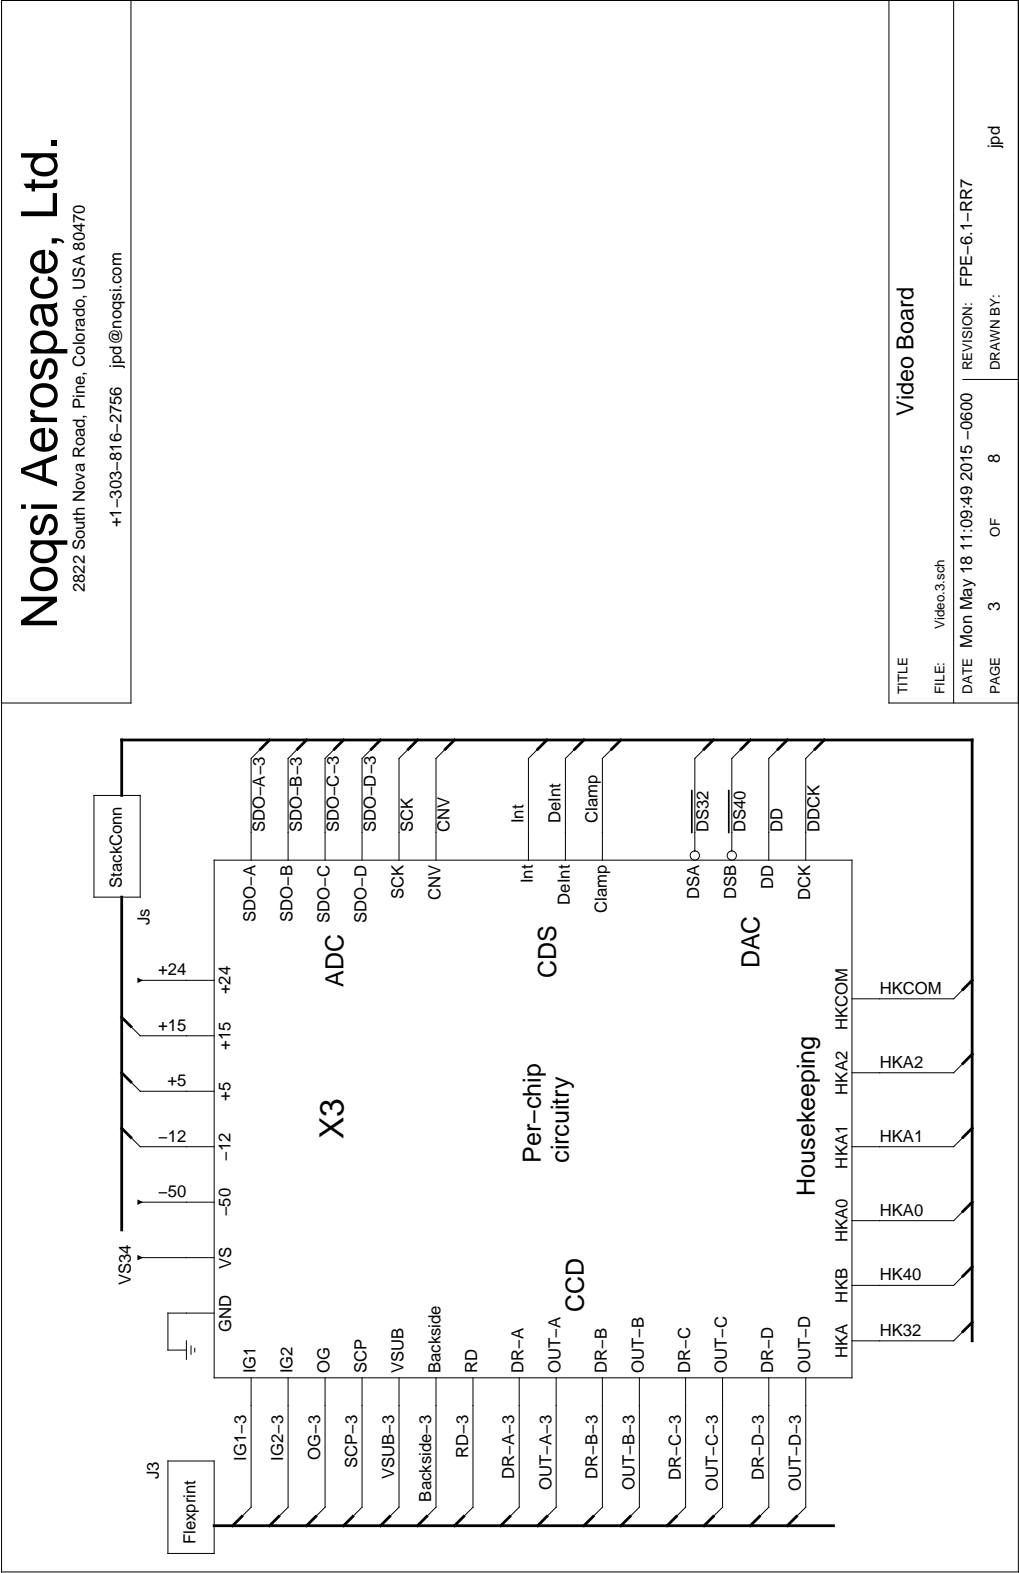 Noqsi Aerospace, Ltd.
2822 South Nova Road, Pine, Colorado, USA 80470
+1−303−816−2756 jpd@noqsi.com
J3
Flexprint
IG1−3
IG2−3
OG−3
SCP−3
VSUB−3
Backside−3
RD−3
DR−A−3
OUT−A−3
DR−B−3
OUT−B−3
DR−C−3
OUT−C−3
DR−D−3
OUT−D−3
IG1
IG2
OG
SCP
VSUB
Backside
RD
DR−A
OUT−A
DR−B
OUT−B
DR−C
OUT−C
DR−D
OUT−D
CCD
GND
VS34
VS
−50
−50
−12
−12
+5
+5
+15
+15
+24
+24
X3
Per−chip
circuitry
Housekeeping
HKA
HKB
HKA0
HKA1
HKA2
HKCOM
HK32
HK40
HKA0
HKA1
HKA2
HKCOM
Js
StackConn
ADC
SDO−A
SDO−B
SDO−C
SDO−D
SCK
CNV
SDO−A−3
SDO−B−3
SDO−C−3
SDO−D−3
SCK
CNV
CDS
Int
DeInt
Clamp
Int
DeInt
Clamp
DAC
DSA
DSB
DD
DCK
DS32
DS40
DD
DDCK
TITLE
Video Board
FILE: Video.3.sch
DATE Mon May 18 11:09:49 2015 −0600
REVISION: FPE−6.1−RR7
PAGE 3 OF 8
DRAWN BY: jpd